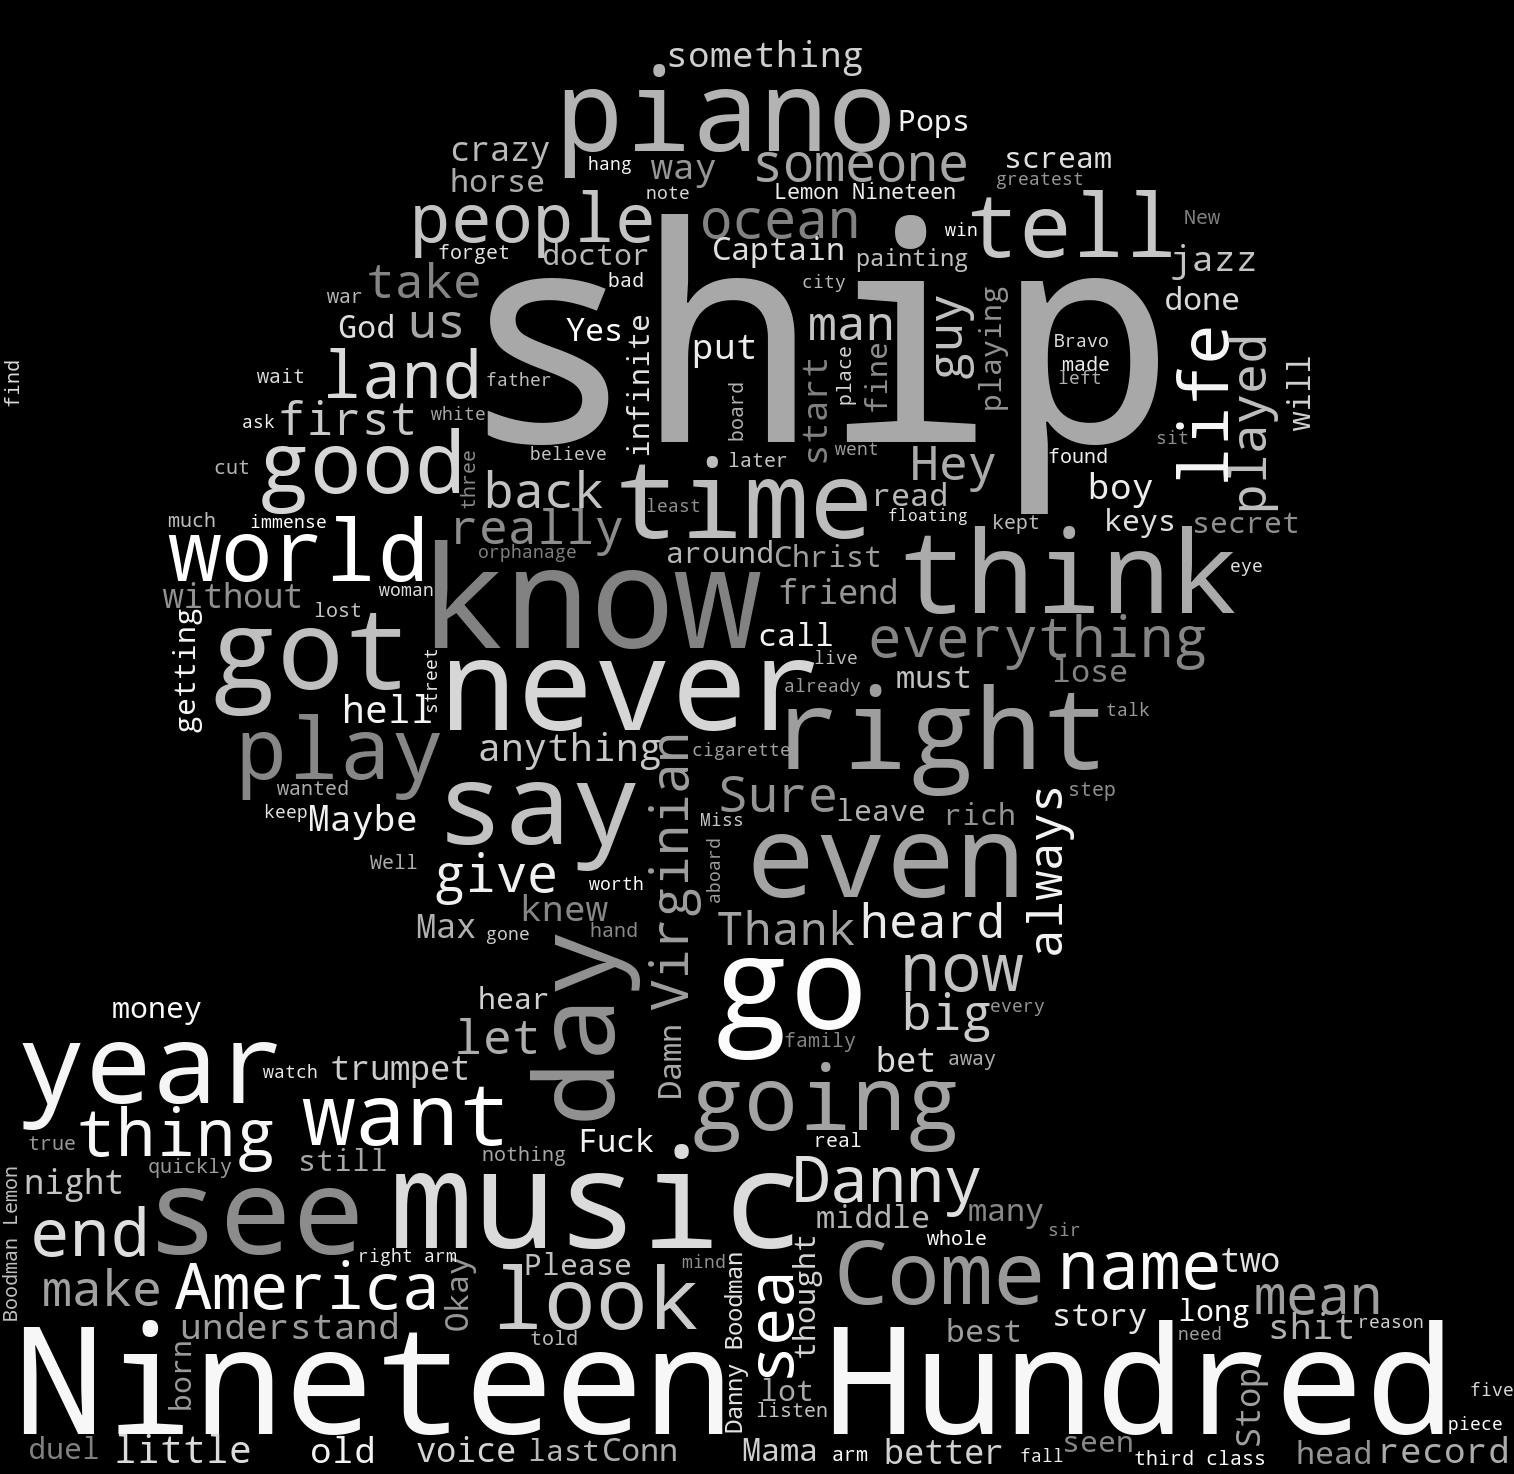 something
piano
Pops
crazy
hang
way
someone
scream
horse
note
Lemon Nineteen
greatest
people
ocean
win
tell
New
forget
doctor
Captain
painting
jazz
ship
war
take
bad
city
guy
playing
done
God
us
Yes
infinite
put
man
Bravo
life
played
find
wait
land
father
board
start
place
fine
made
left
will
ask
first
white
sit
cut
good
three
believe
later
went
Hey
found
back
time
least
read
boy
much
immense
really
floating
kept
keys
secret
world
orphanage
around
Christ
think
eye
without
lost
woman
know
friend
getting
got
street
call
everything
never
live
lose
hell
already
must
right
talk
play
anything
Virginian
cigarette
wanted
say
Sure
leave
rich
always
step
keep
Maybe
Miss
Well
give
worth
aboard
even
knew
Max
gone
hand
Thank
heard
day
go
now
money
hear
big
every
let
Damn
family
year
watch
trumpet
bet
away
want
going
true
thing
Fuck
real
night
quickly
still
nothing
music
Danny
Boodman Lemon
see
middle
many
end
right arm
Please
mind
thought
whole
sir
make
America
Okay
look
Danny Boodman
sea
Come
name
two
understand
told
best
story
long
mean
need
shit
reason
Nineteen
born
lot
listen
Hundred
stop
five
piece
duel
little
old
voice
last
Conn
Mama
arm
better
fall
seen
third class
head
record